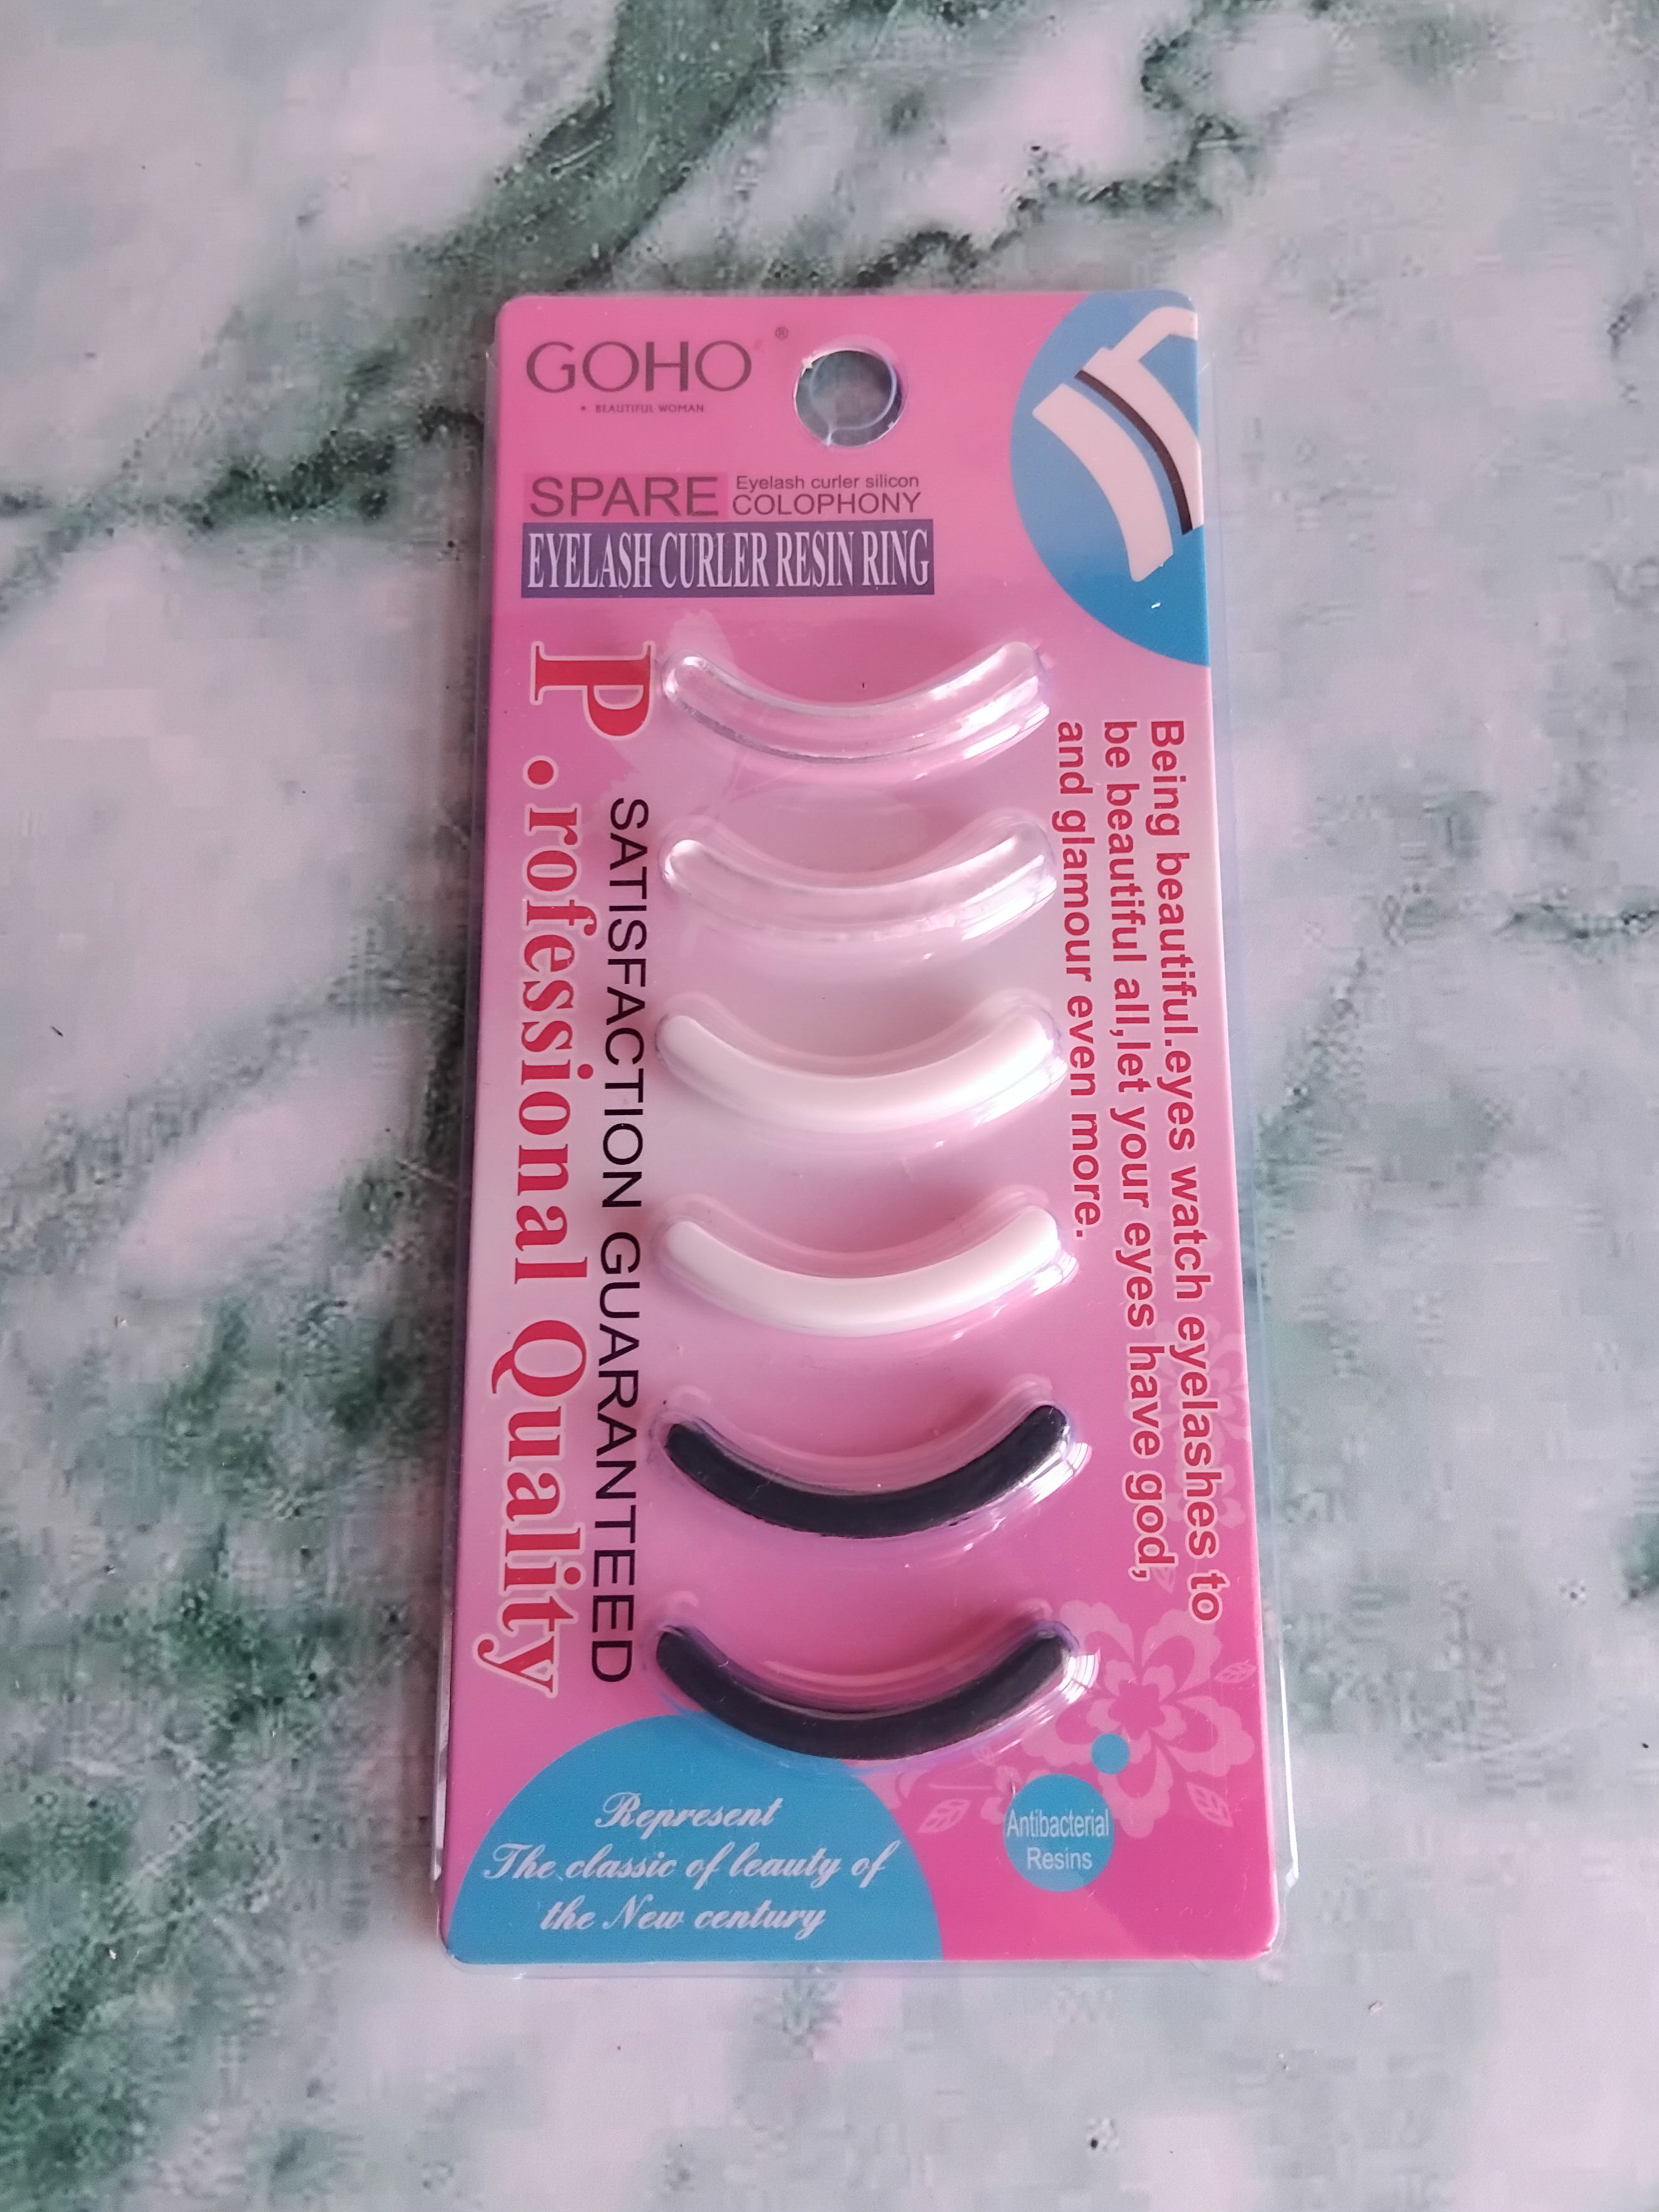 GOHO ®
• BEAUTIFUL WOMAN
SPARE
Eyelash curler silicon
COLOPHONY
EYELASH CURLER RESIN RING
P.rofessional Quality
SATISFACTION GUARANTEED
Being beautiful.eyes watch eyelashes to
be beautiful all,let your eyes have god,
and glamour even more.
Represent
The classic of leauty of
the New century
Antibacterial
Resins